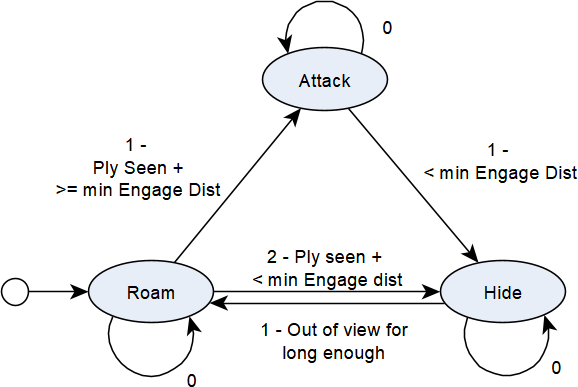 0
Attack
1 -
Ply Seen +
>= min Engage Dist
1 -
< min Engage Dist
2 - Ply seen +
< min Engage dist
Roam
Hide
1 - Out of view for
long enough
0
0